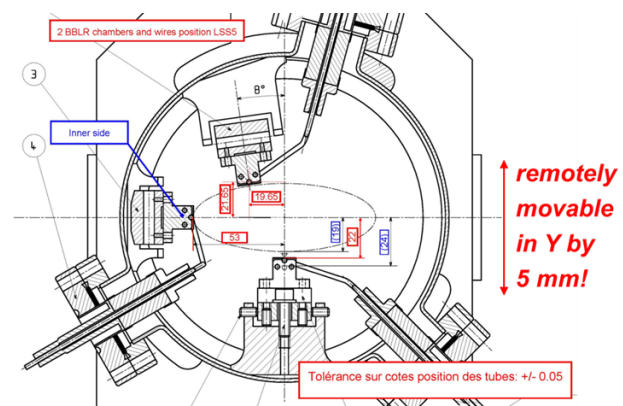 2 BBLR chambers and wires position LSS5
3
8°
Inner side
4
21.65
19.65
53
(19)
22
(24)
remotely
movable
in Y by
5 mm!
Tolérance sur cotes position des tubes: +/- 0.05